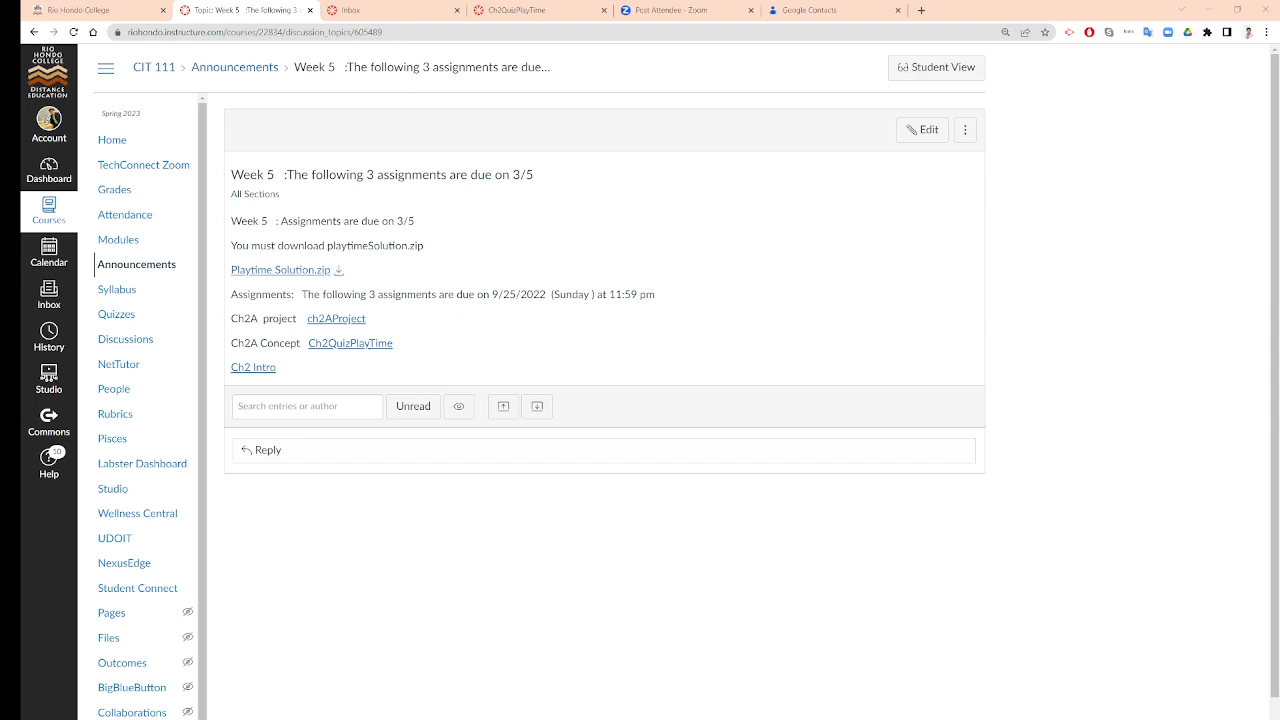 Rio Hondo College
Topic: Week 5 :The following 3
Inbox
Ch2QuizPlayTime
Post Attendee - Zoom
Google Contacts
riohondo.instructure.com/courses/22834/discussion_topics/605489
RIO
HONDO
COLLEGE
DISTANCE
EDUCATION
Account
Dashboard
Courses
Calendar
Inbox
History
Studio
Commons
10
Help
CIT 111 > Announcements > Week 5 :The following 3 assignments are due...
Student View
Spring 2023
Home
TechConnect Zoom
Grades
Attendance
Modules
Announcements
Syllabus
Quizzes
Discussions
NetTutor
People
Rubrics
Pisces
Labster Dashboard
Studio
Wellness Central
UDOIT
NexusEdge
Student Connect
Pages
Files
Outcomes
BigBlueButton
Collaborations
Edit
Week 5 :The following 3 assignments are due on 3/5
All Sections
Week 5 : Assignments are due on 3/5
You must download playtimeSolution.zip
Playtime Solution.zip
Assignments: The following 3 assignments are due on 9/25/2022 (Sunday ) at 11:59 pm
Ch2A project ch2AProject
Ch2A Concept Ch2QuizPlayTime
Ch2 Intro
Search entries or author
Unread
Reply